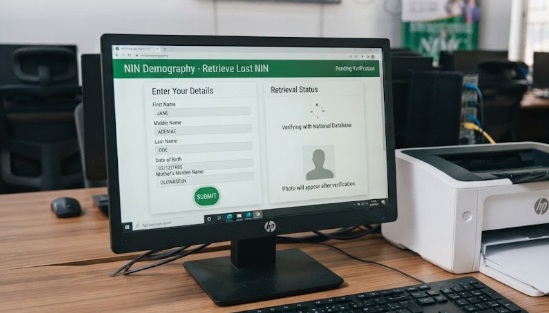 NIN Demography - Retrieve Lost NIN
Pending Verification
Enter Your Details
First Name
JANE
Middle Name
Last Name
DOE
Date of Birth
Mother's Maiden Name
SUBMIT
Retrieval Status
Verifying with National Database
Photo will appear after verification
hp
hp